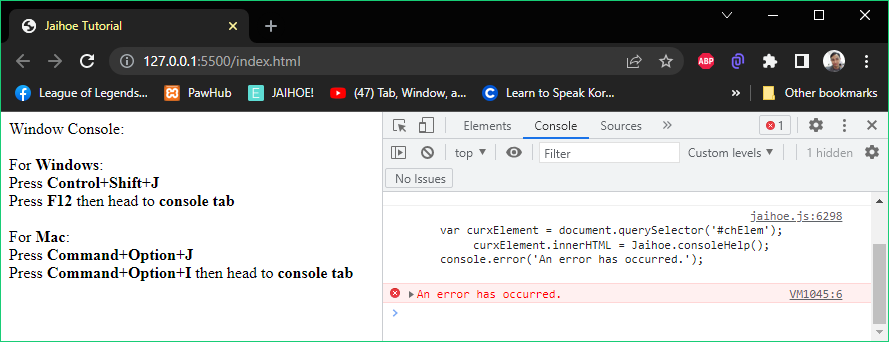 Jaihoe Tutorial
127.0.0.1:5500/index.html
ABP
League of Legends...
PawHub
E JAIHOE!
(47) Tab, Window, a...
C Learn to Speak Kor...
» Other bookmarks
Window Console:
For Windows:
Press Control+Shift+J
Press F12 then head to console tab
For Mac:
Press Command+Option+J
Press Command+Option+I then head to console tab
Elements Console Sources » 1
top Filter Custom levels 1 hidden
No Issues
jaihoe.js:6298
var curxElement = document.querySelector('#chElem');
curxElement.innerHTML = Jaihoe.consoleHelp();
console.error('An error has occurred.');
An error has occurred. VM1045:6